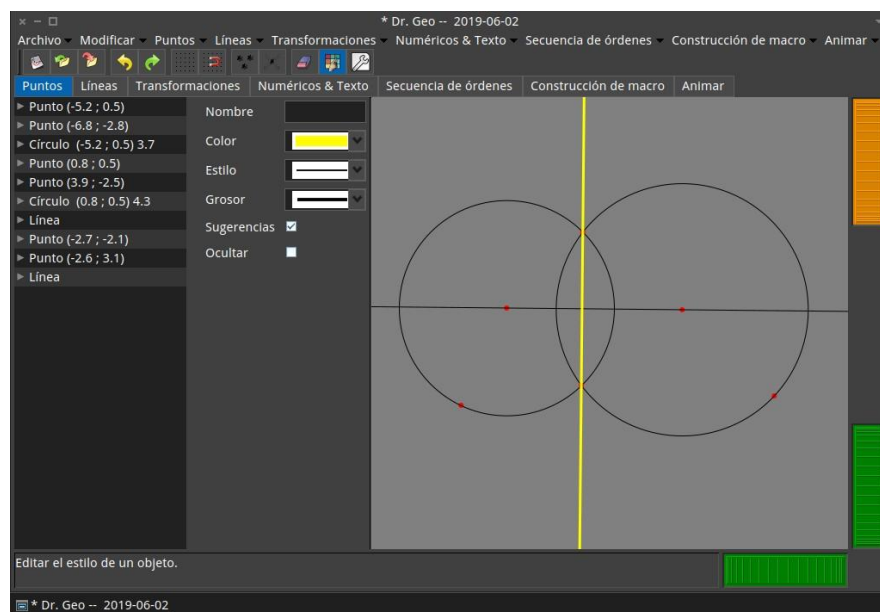 * Dr. Geo -- 2019-06-02
Archivo Modificar Puntos Líneas Transformaciones Numéricos & Texto Secuencia de órdenes Construcción de macro Animar
Puntos Líneas Transformaciones Numéricos & Texto Secuencia de órdenes Construcción de macro Animar
Punto (-5.2 ; 0.5)
Punto (-6.8 ; -2.8)
Círculo (-5.2 ; 0.5) 3.7
Punto (0.8 ; 0.5)
Punto (3.9 ; -2.5)
Círculo (0.8 ; 0.5) 4.3
Línea
Punto (-2.7 ; -2.1)
Punto (-2.6 ; 3.1)
Línea
Nombre
Color
Estilo
Grosor
Sugerencias
Ocultar
Editar el estilo de un objeto.
* Dr. Geo -- 2019-06-02